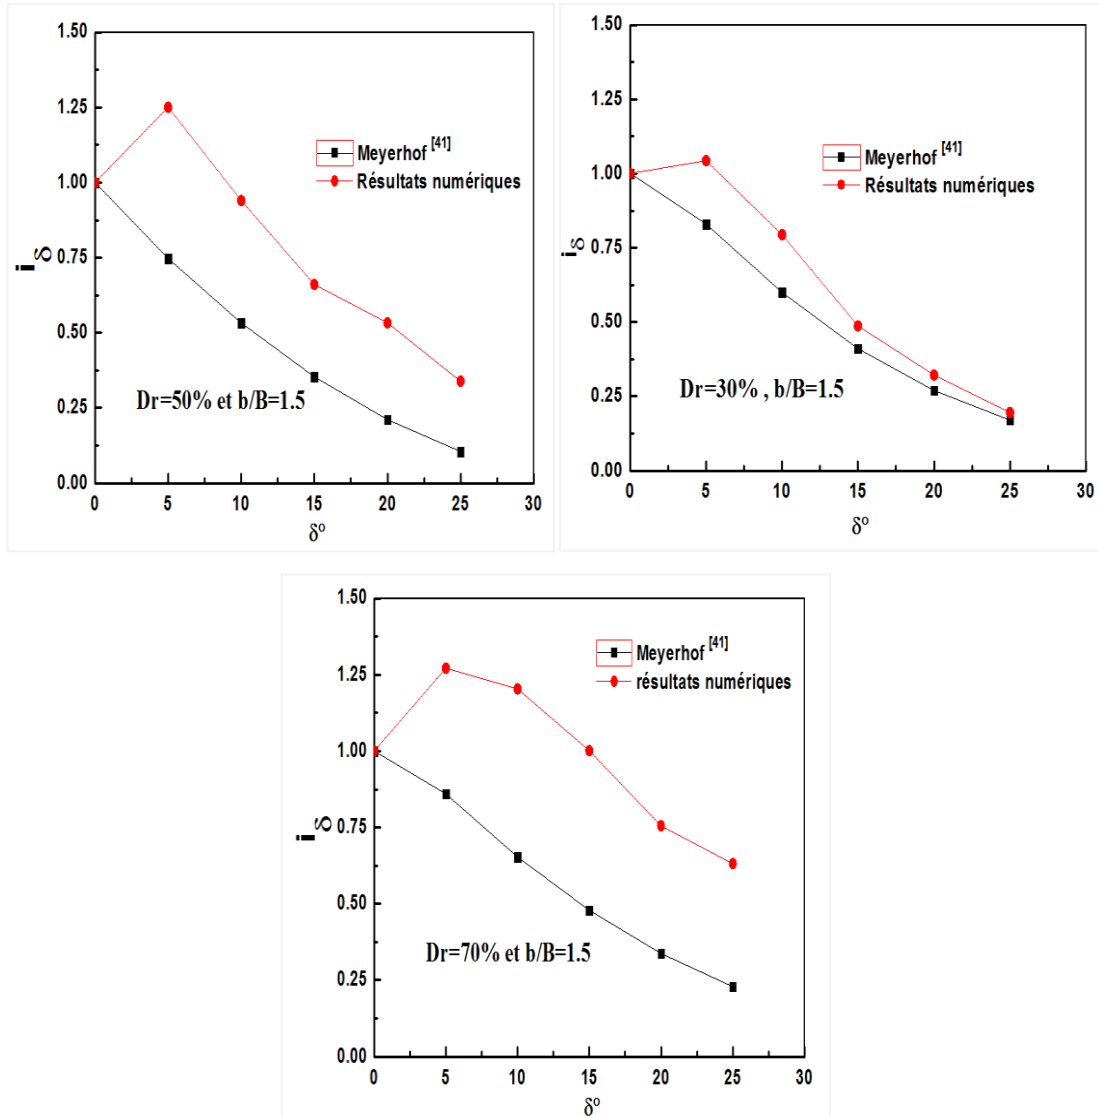 1.50
1.25
1.00
0.75
0.50
0.25
0.00
iδ
Meyerhof [41]
Résultats numériques
Dr=50% et b/B=1.5
0 5 10 15 20 25 30
δº
1.50
1.25
1.00
0.75
0.50
0.25
0.00
iδ
Meyerhof [41]
Résultats numériques
Dr=30% , b/B=1.5
0 5 10 15 20 25 30
δº
1.50
1.25
1.00
0.75
0.50
0.25
0.00
iδ
Meyerhof [41]
résultats numériques
Dr=70% et b/B=1.5
0 5 10 15 20 25 30
δº